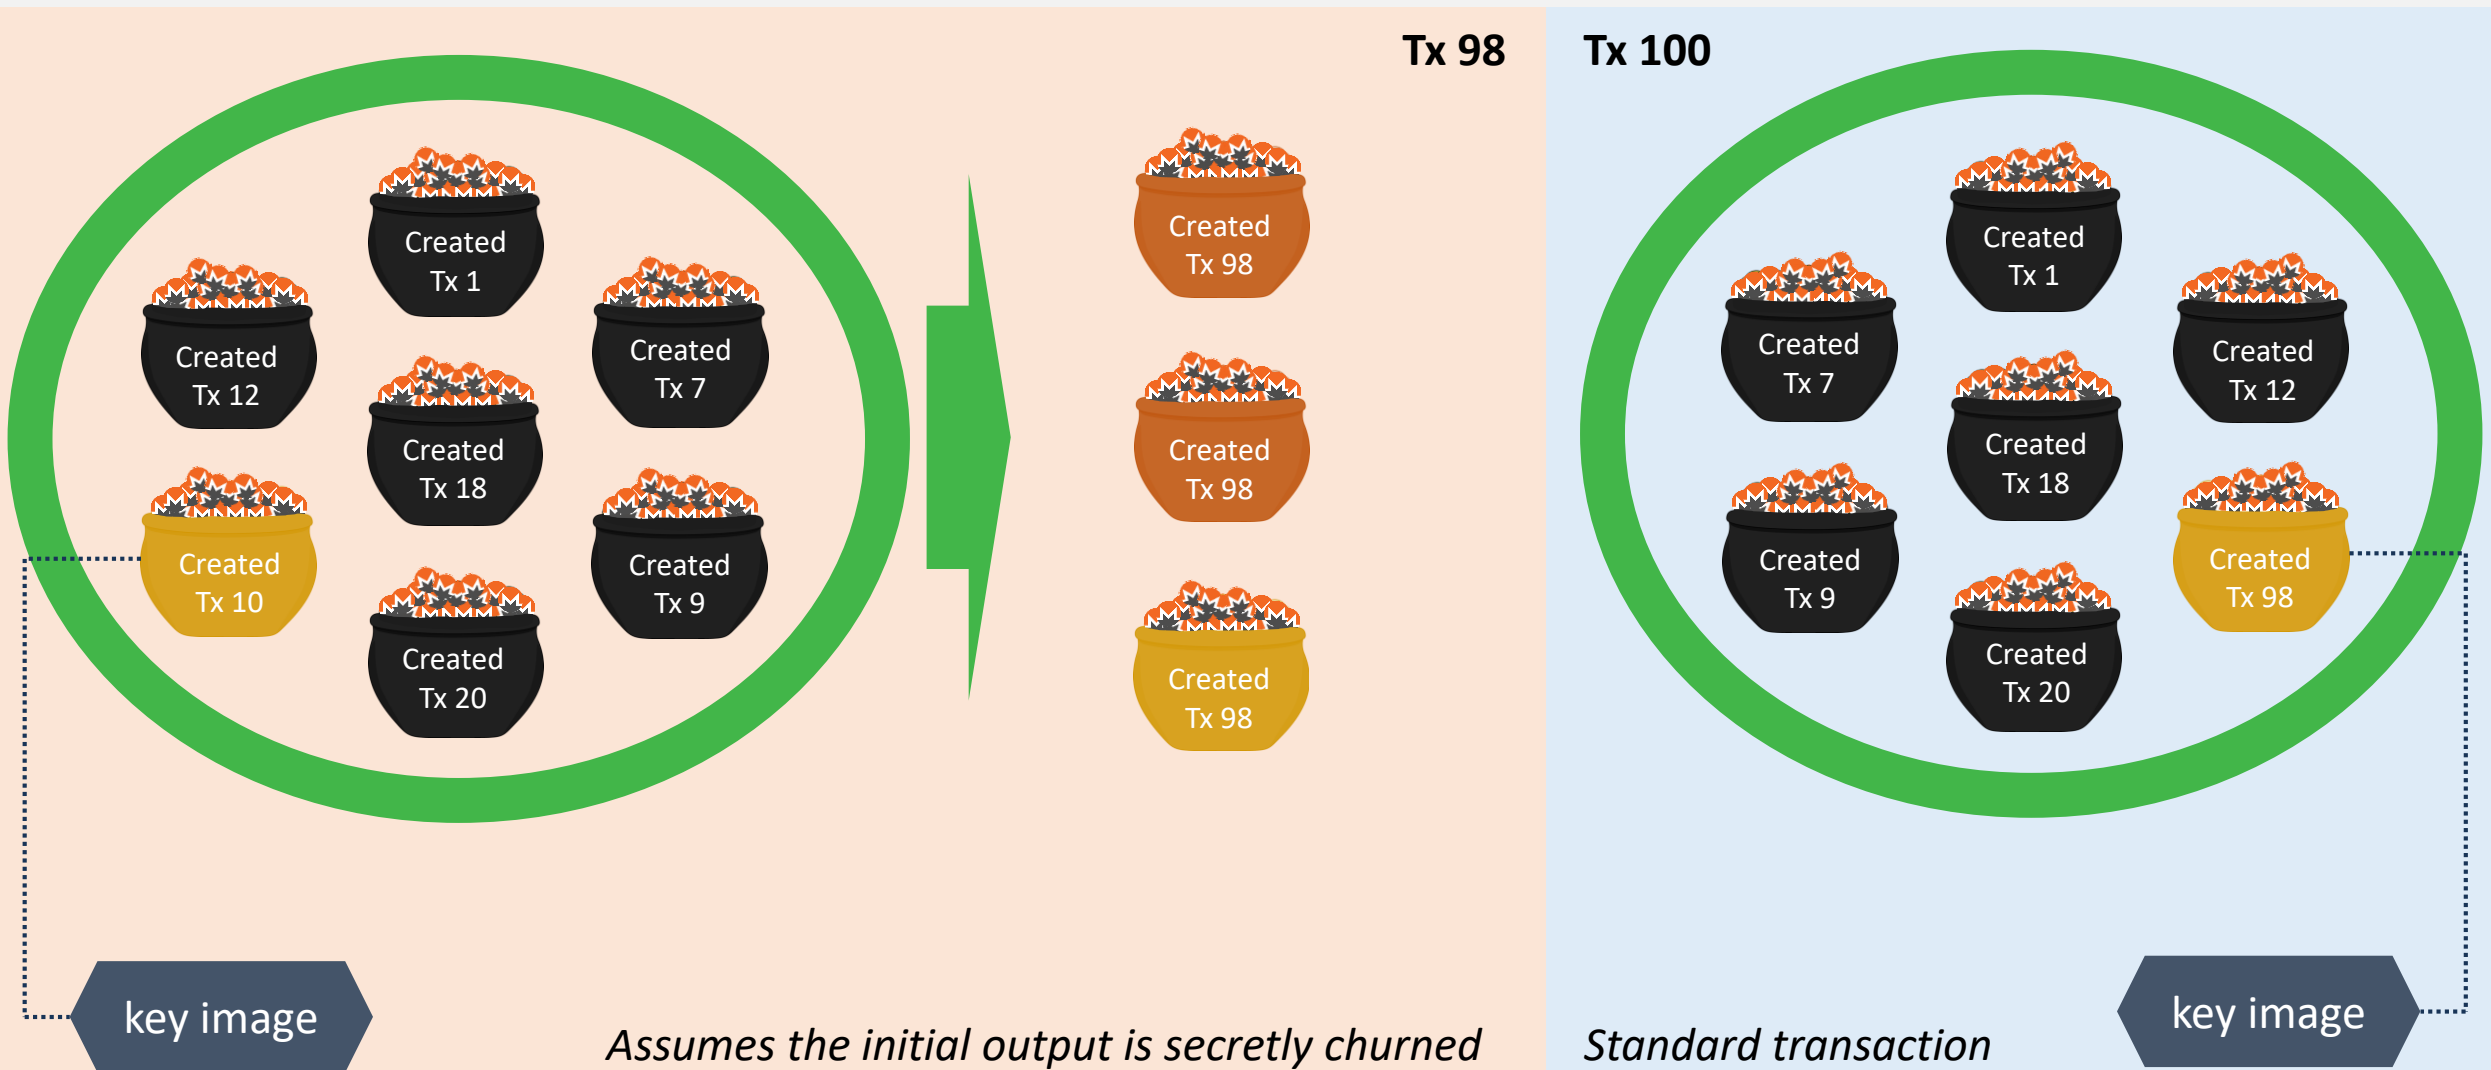 Tx 98
Created
Tx 1
Created
Tx 12
Created
Tx 7
Created
Tx 18
Created
Tx 10
Created
Tx 9
Created
Tx 20
Created
Tx 98
Created
Tx 98
Created
Tx 98
key image
Assumes the initial output is secretly churned
Tx 100
Created
Tx 1
Created
Tx 7
Created
Tx 12
Created
Tx 18
Created
Tx 9
Created
Tx 98
Created
Tx 20
Standard transaction
key image